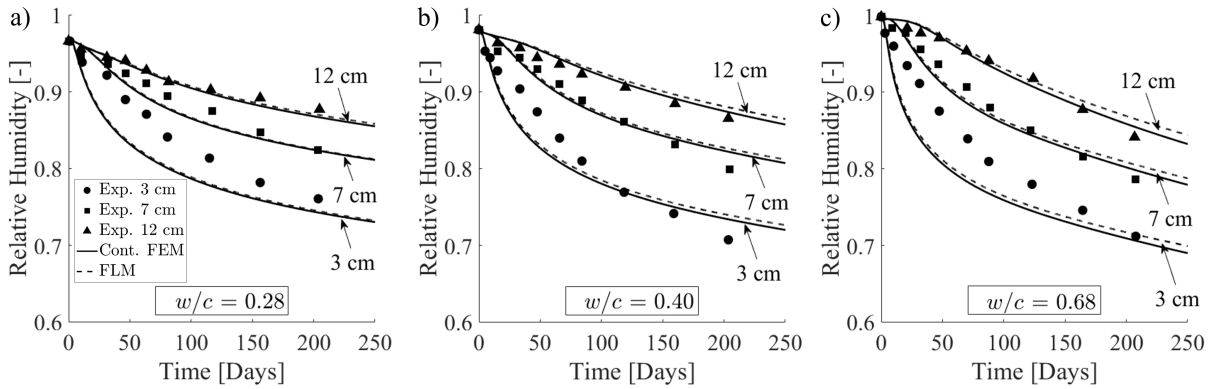 a)
1
0.9
0.8
0.7
0.6
Relative Humidity [-]
12 cm
7 cm
3 cm
Exp. 3 cm
Exp. 7 cm
Exp. 12 cm
Cont. FEM
FLM
w/c = 0.28
0 50 100 150 200 250
Time [Days]
b)
1
0.9
0.8
0.7
0.6
Relative Humidity [-]
12 cm
7 cm
3 cm
w/c = 0.40
0 50 100 150 200 250
Time [Days]
c)
1
0.9
0.8
0.7
0.6
Relative Humidity [-]
12 cm
7 cm
3 cm
w/c = 0.68
0 50 100 150 200 250
Time [Days]